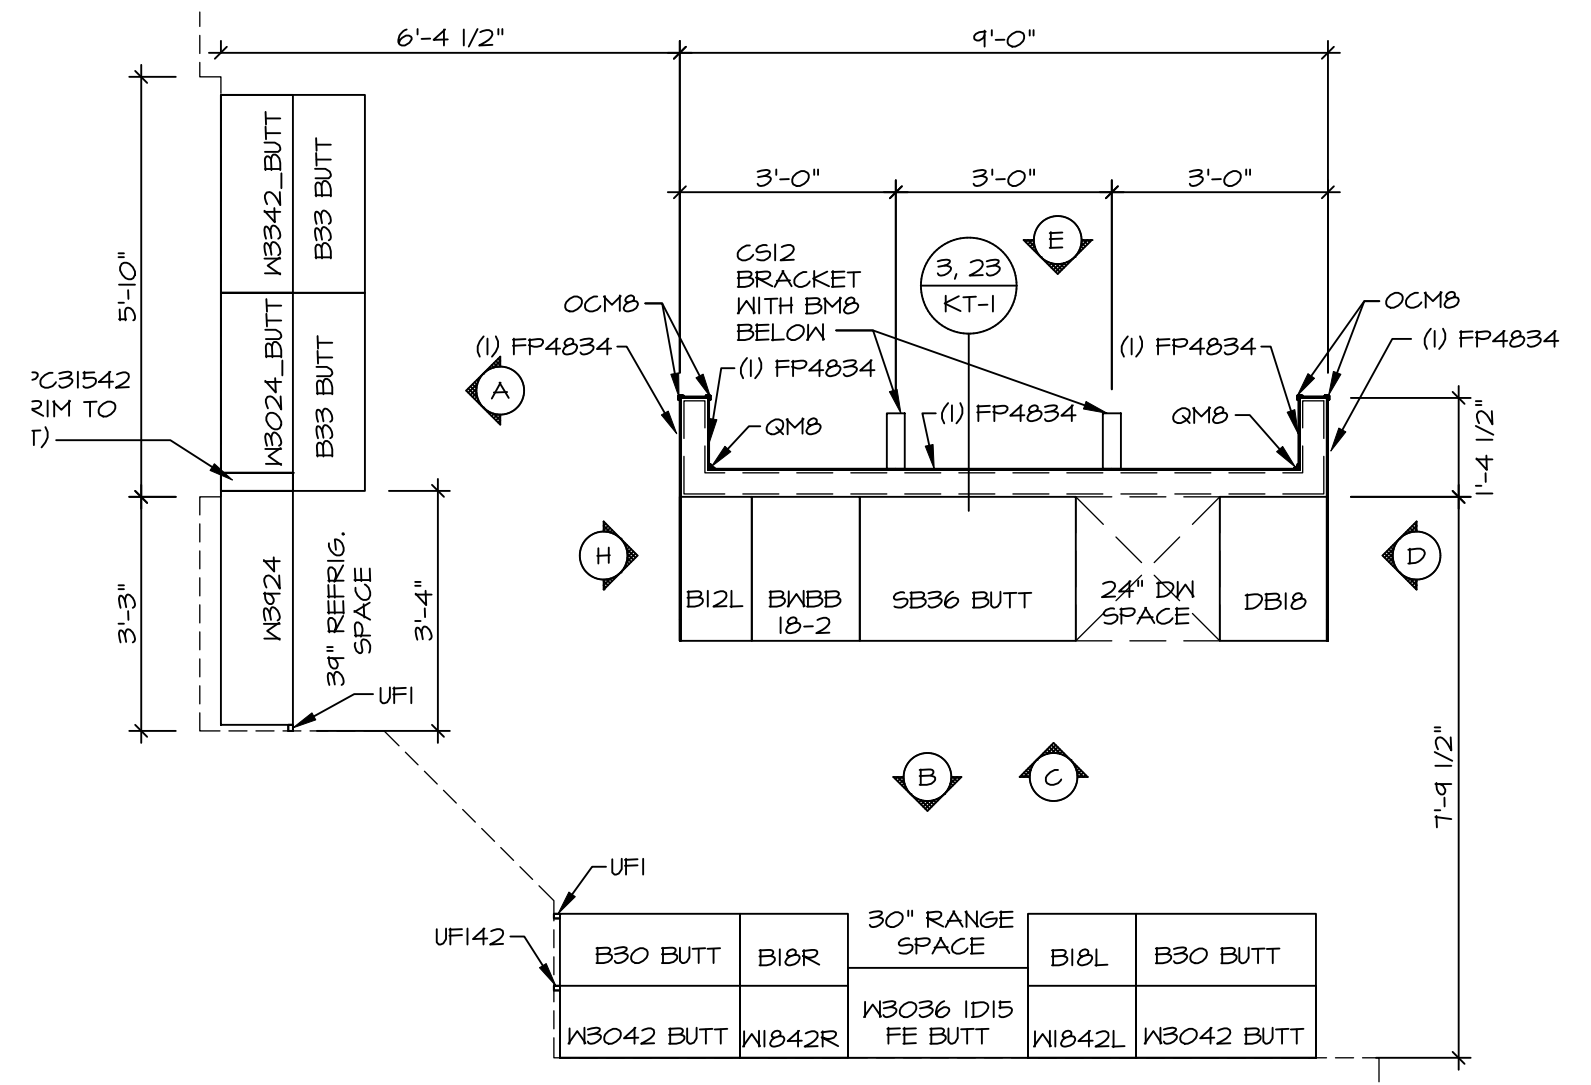 6'-4 1/2"
9'-0"
3'-0"
3'-0"
3'-0"
5'-10"
W3342_BUTT
B33 BUTT
W3024_BUTT
B33 BUTT
CS12
BRACKET
WITH BM8
BELOW
3, 23
KT-1
E
OCM8
OCM8
(1) FP4834
(1) FP4834
(1) FP4834
(1) FP4834
(1) FP4834
PC31542
RIM TO
T)
A
QM8
QM8
1'-4 1/2"
3'-3"
W3924
39" REFRIG.
SPACE
3'-4"
UF1
H
D
B12L
BWBB
18-2
SB36 BUTT
24" DW
SPACE
DB18
B
C
7'-9 1/2"
UF1
UF142
B30 BUTT
B18R
30" RANGE
SPACE
B18L
B30 BUTT
W3042 BUTT
W1842R
W3036 1D15
FE BUTT
W1842L
W3042 BUTT